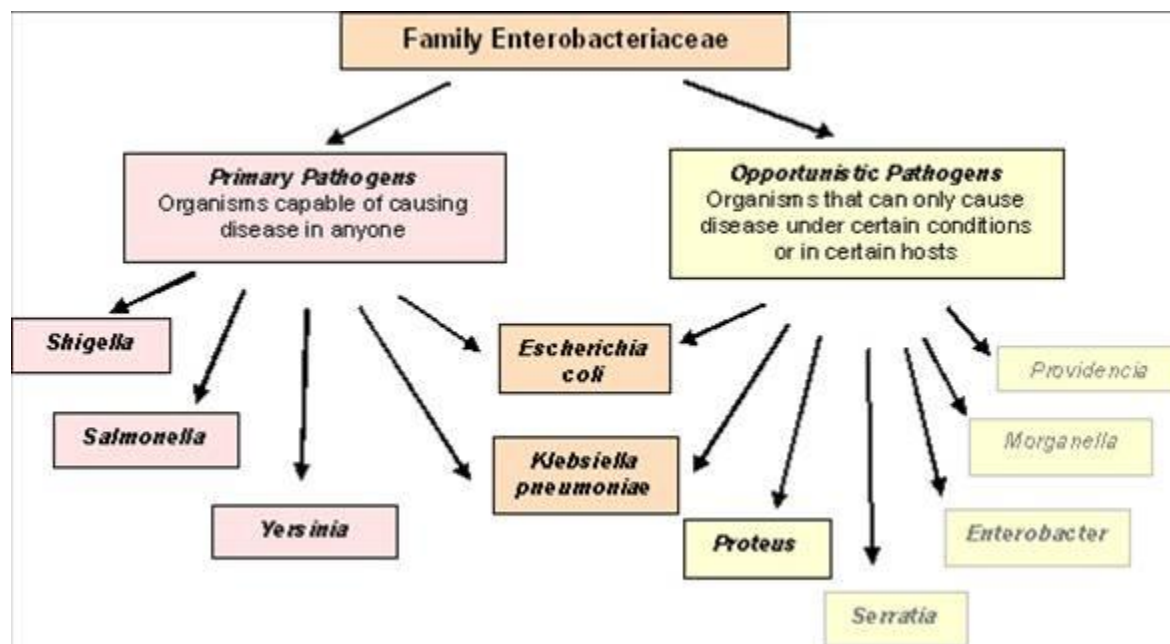 Family Enterobacteriaceae
Primary Pathogens
Organisms capable of causing
disease in anyone
Opportunistic Pathogens
Organisms that can only cause
disease under certain conditions
or in certain hosts
Shigella
Salmonella
Yersinia
Escherichia
coli
Klebsiella
pneumoniae
Proteus
Serratia
Enterobacter
Morganella
Providencia